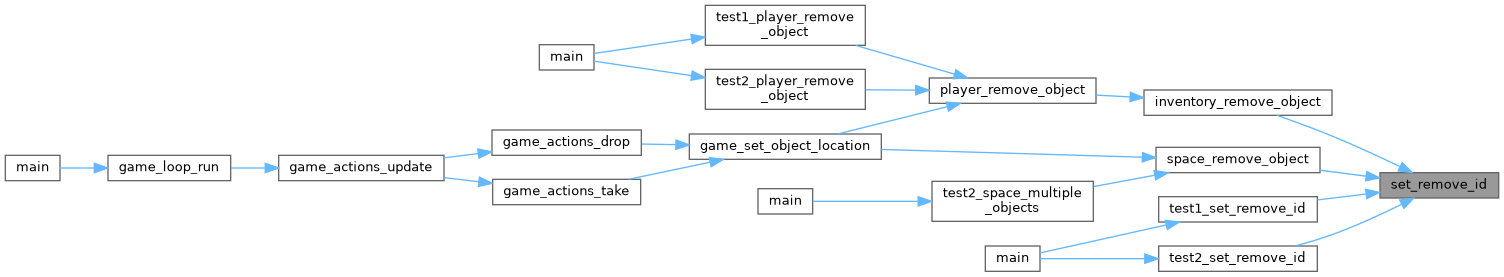 test1_player_remove
_object
main
test2_player_remove
_object
player_remove_object
inventory_remove_object
game_actions_drop
game_set_object_location
space_remove_object
main
game_loop_run
game_actions_update
game_actions_take
test2_space_multiple
_objects
main
set_remove_id
test1_set_remove_id
main
test2_set_remove_id